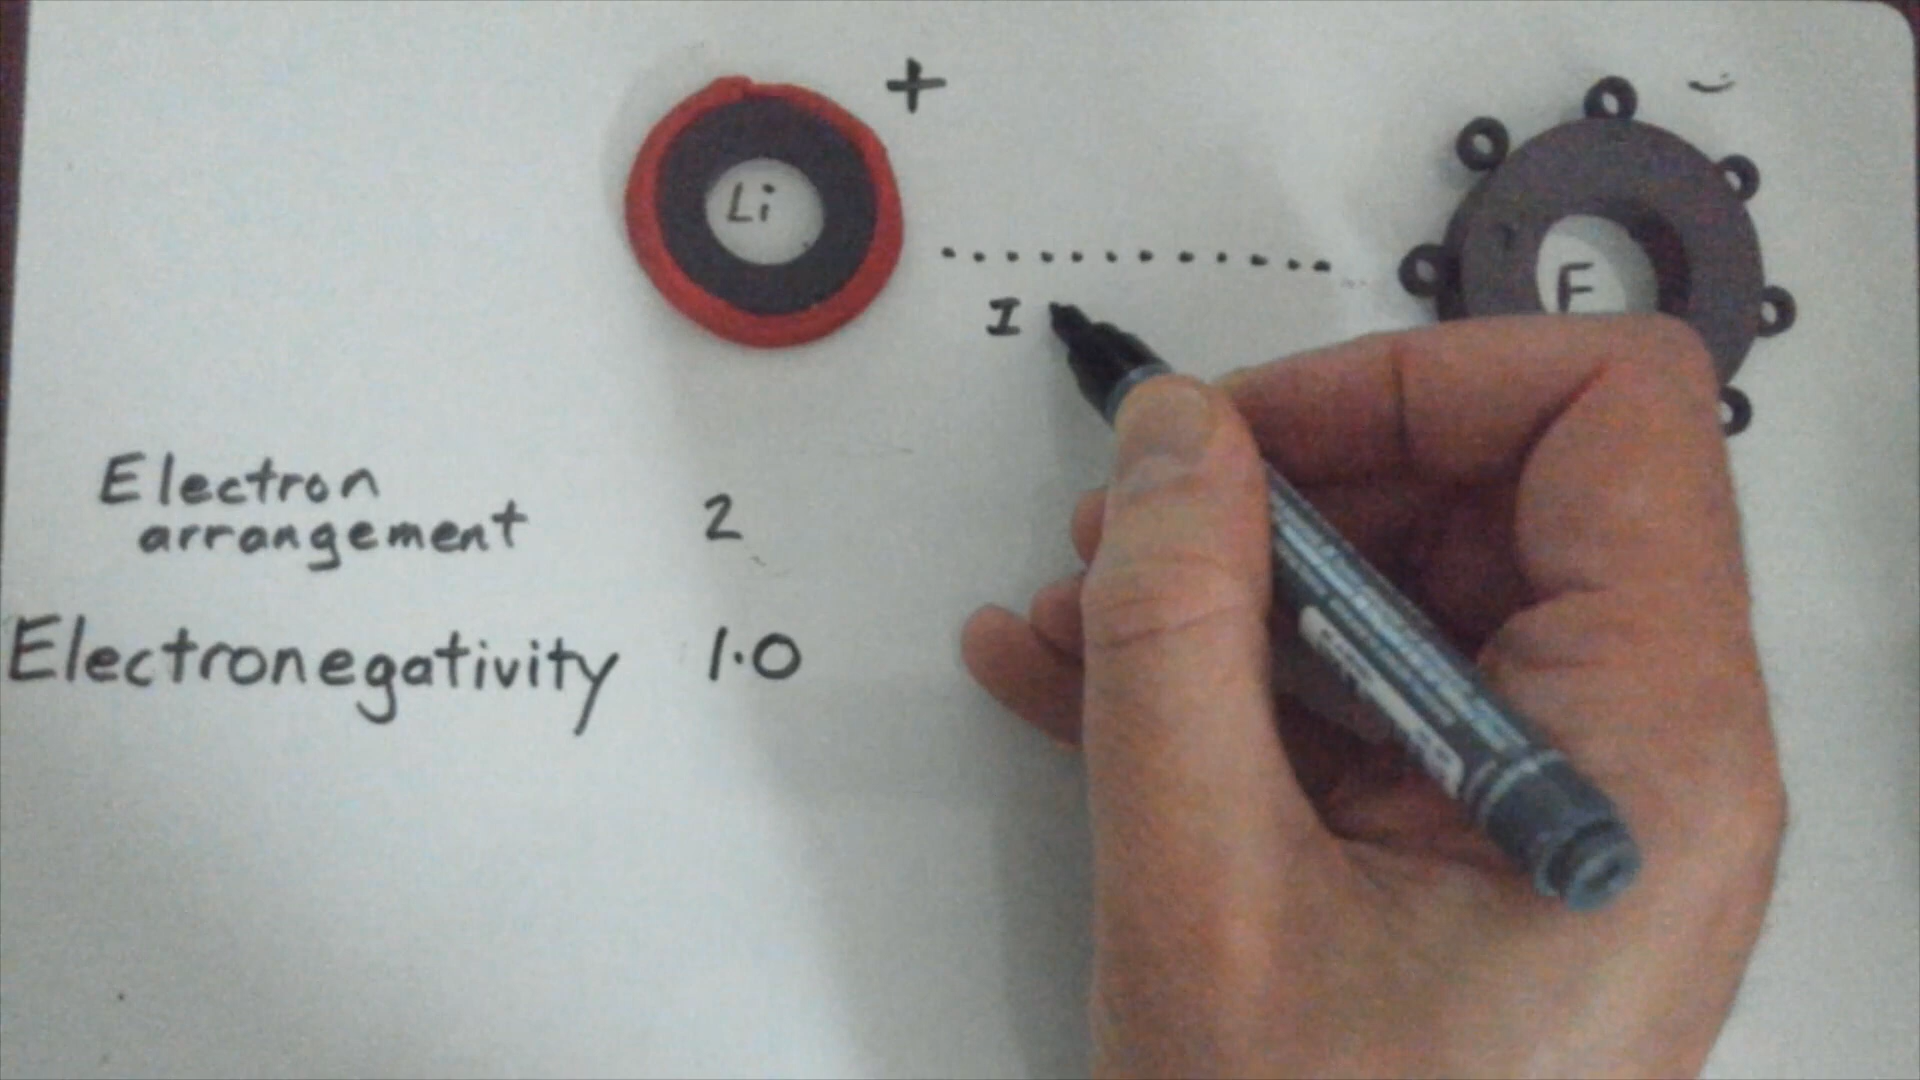 +
-
Li
F
I
Electron
arrangement 2
Electronegativity 1.0